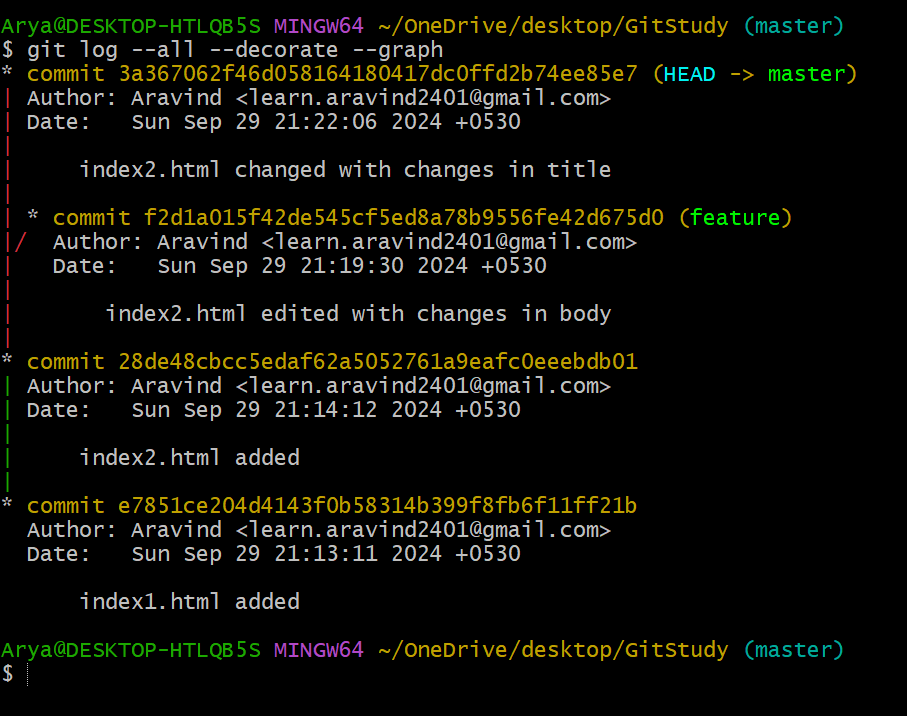 Arya@DESKTOP-HTLQB5S MINGW64 ~/OneDrive/desktop/GitStudy (master)
$ git log --all --decorate --graph
* commit 3a367062f46d058164180417dc0ffd2b74ee85e7 (HEAD -> master)
| Author: Aravind <learn.aravind2401@gmail.com>
| Date:   Sun Sep 29 21:22:06 2024 +0530
|
|     index2.html changed with changes in title
|
| * commit f2d1a015f42de545cf5ed8a78b9556fe42d675d0 (feature)
|/  Author: Aravind <learn.aravind2401@gmail.com>
|   Date:   Sun Sep 29 21:19:30 2024 +0530
|
|       index2.html edited with changes in body
|
* commit 28de48cbcc5edaf62a5052761a9eafc0eeebdb01
| Author: Aravind <learn.aravind2401@gmail.com>
| Date:   Sun Sep 29 21:14:12 2024 +0530
|
|     index2.html added
|
* commit e7851ce204d4143f0b58314b399f8fb6f11ff21b
  Author: Aravind <learn.aravind2401@gmail.com>
  Date:   Sun Sep 29 21:13:11 2024 +0530

      index1.html added

Arya@DESKTOP-HTLQB5S MINGW64 ~/OneDrive/desktop/GitStudy (master)
$